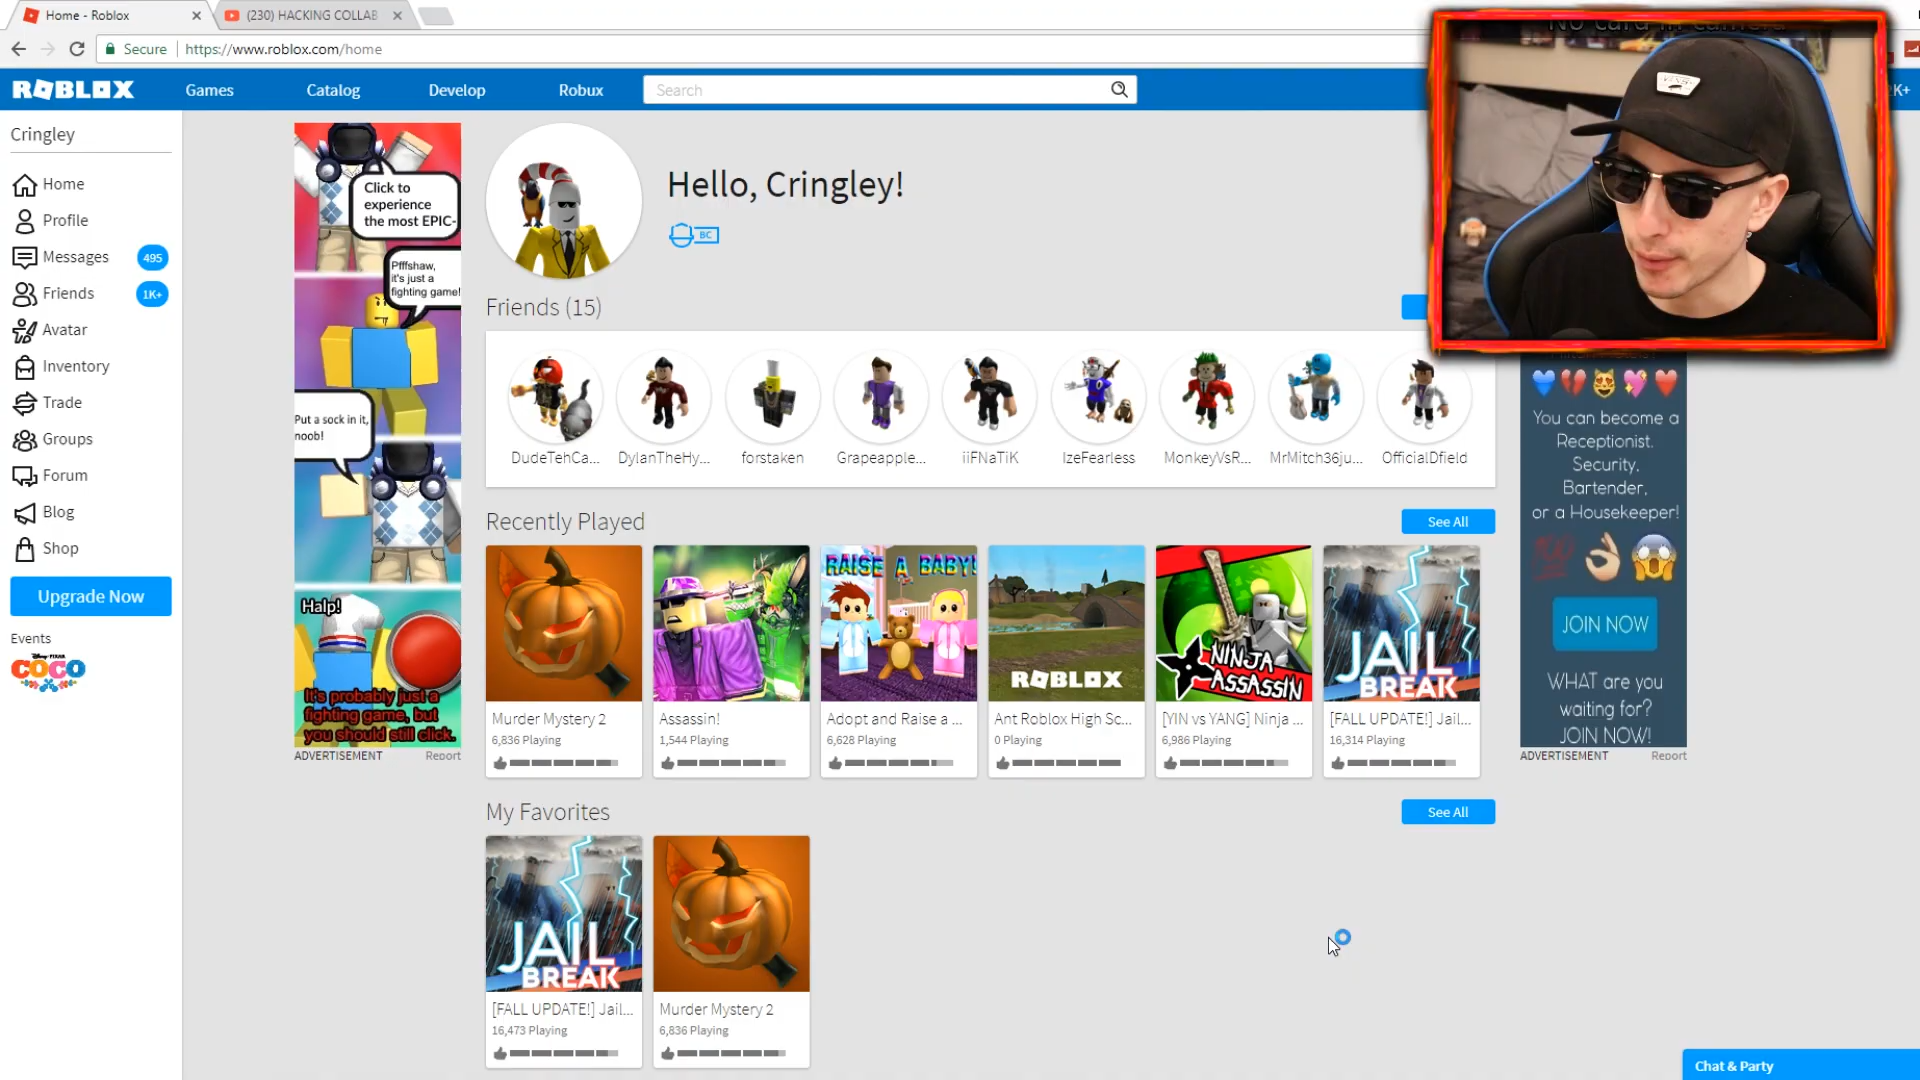 Home - Roblox
(230) HACKING COLLAB
Secure
https://www.roblox.com/home
No card in camera
ROBLOX
Games
Catalog
Develop
Robux
Search
K+
Cringley
Home
Profile
Messages
495
Friends
1K+
Avatar
Inventory
Trade
Groups
Forum
Blog
Shop
Upgrade Now
Events
Disney·PIXAR
COCO
Click to
experience
the most EPIC-
Pfffshaw,
it's just a
fighting game!
Put a sock in it,
noob!
Halp!
It's probably just a
fighting game, but
you should still click.
ADVERTISEMENT
Report
Hello, Cringley!
BC
Friends (15)
DudeTehCa...
DylanTheHy...
forstaken
Grapeapple...
iiFNaTiK
IzeFearless
MonkeyVsR...
MrMitch36ju...
OfficialDfield
Recently Played
See All
RAISE A BABY!
ROBLOX
NINJA
ASSASSIN
JAIL
BREAK
Murder Mystery 2
6,836 Playing
Assassin!
1,544 Playing
Adopt and Raise a ...
6,628 Playing
Ant Roblox High Sc...
0 Playing
[YIN vs YANG] Ninja ...
6,986 Playing
[FALL UPDATE!] Jail...
16,314 Playing
My Favorites
See All
JAIL
BREAK
[FALL UPDATE!] Jail...
16,473 Playing
Murder Mystery 2
6,836 Playing
You can become a
Receptionist.
Security,
Bartender,
or a Housekeeper!
JOIN NOW
WHAT are you
waiting for?
JOIN NOW!
ADVERTISEMENT
Report
Chat & Party